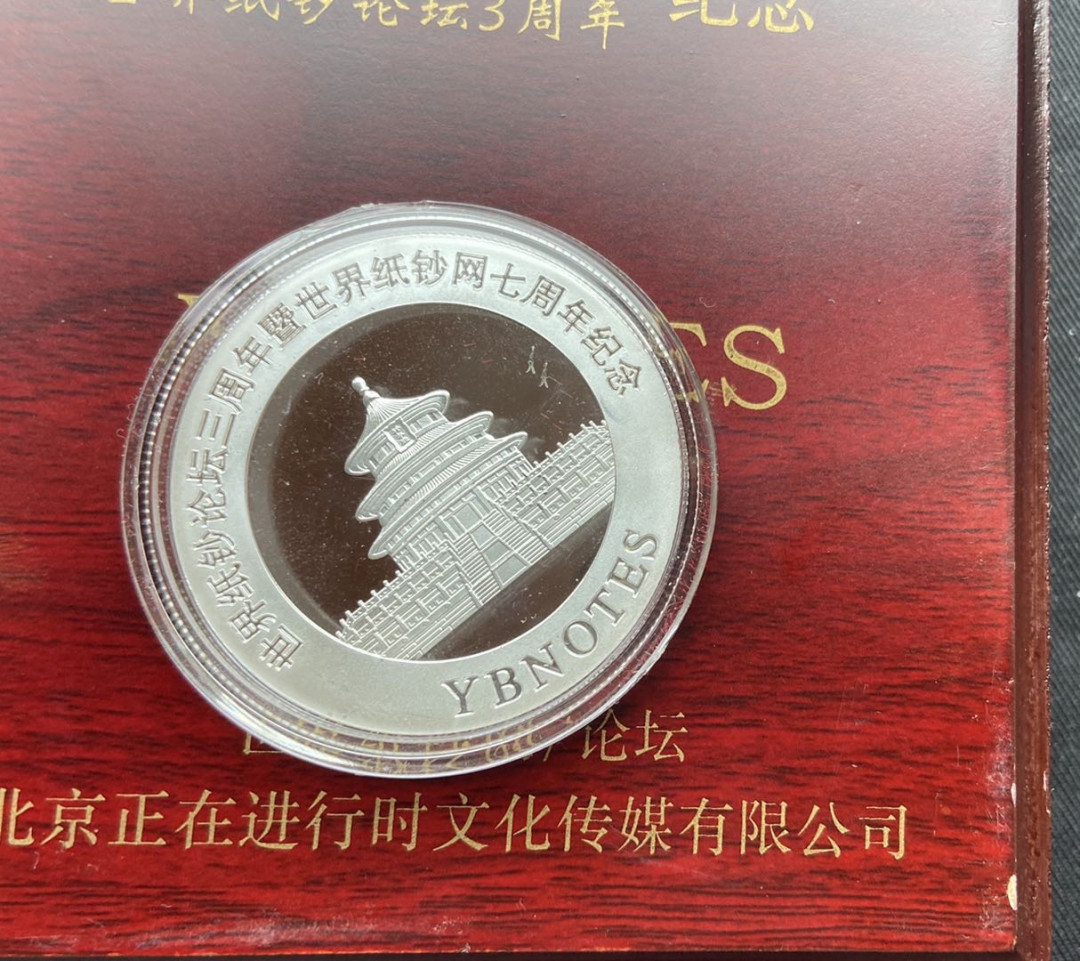 界纸钞论坛3周年 纪念
世界纸钞论坛三周年暨世界纸钞网七周年纪念
YBNOTES
ES
论坛
北京正在进行时文化传媒有限公司